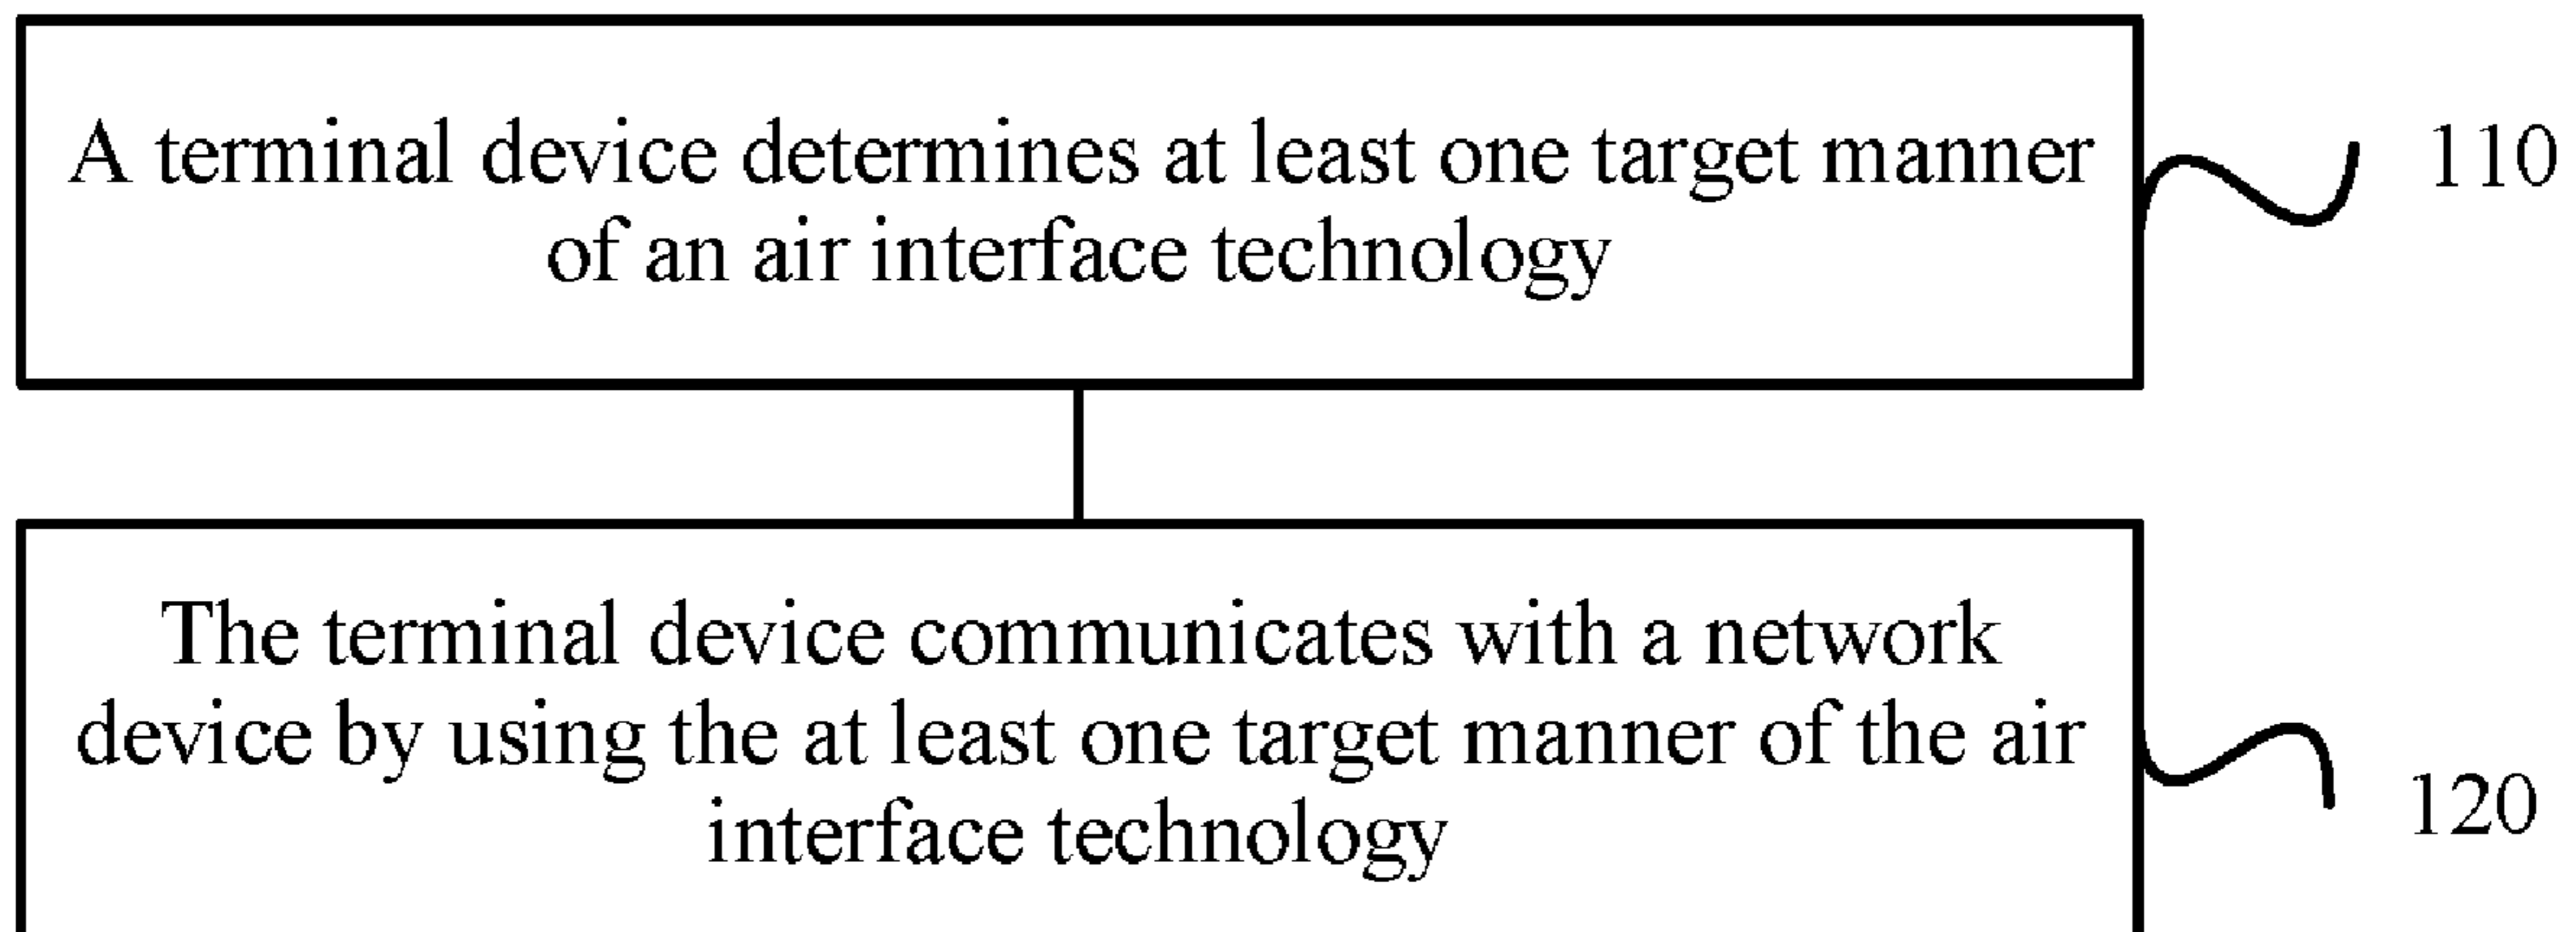 A terminal device determines at least one target manner
of an air interface technology
110
The terminal device communicates with a network
device by using the at least one target manner of the air
interface technology
120